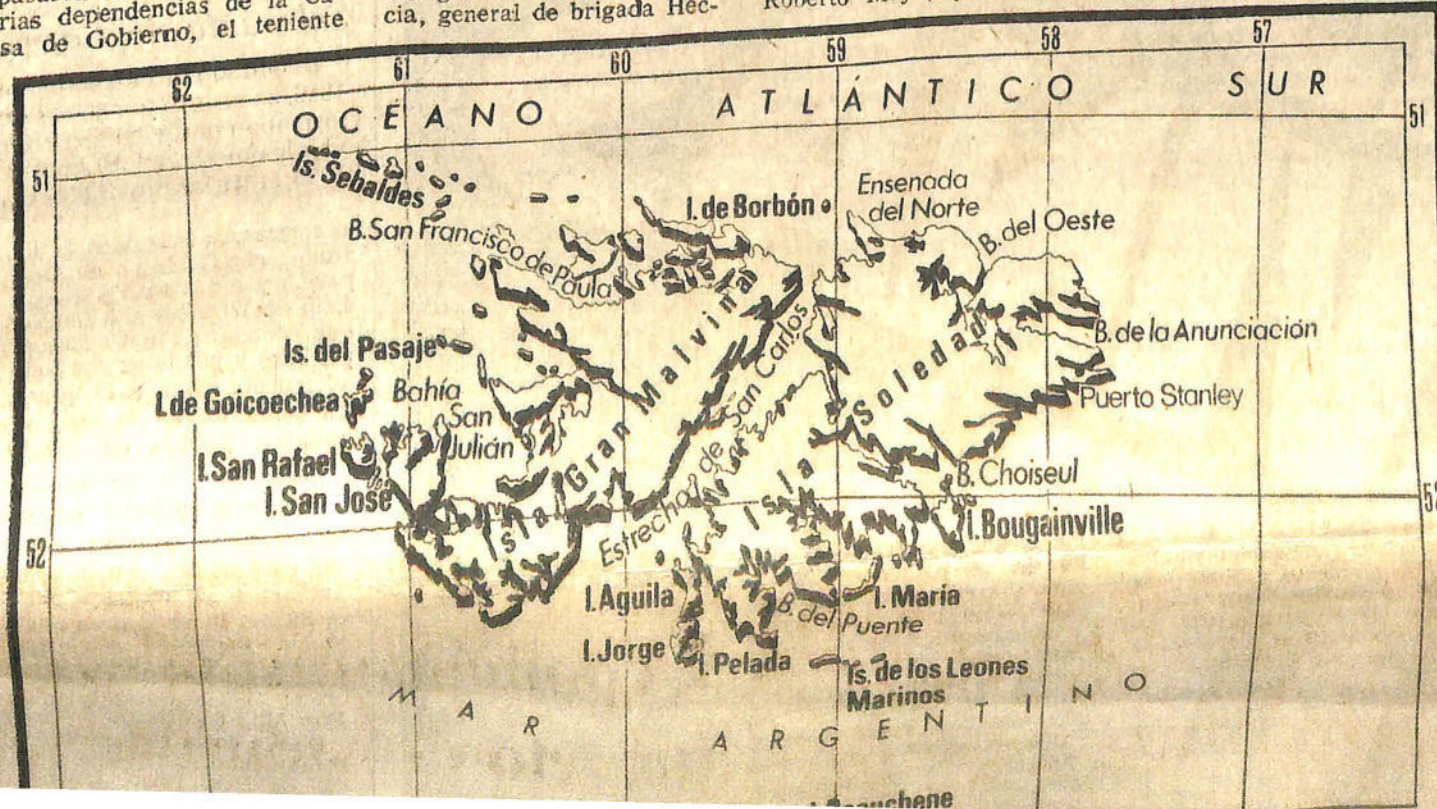 rias dependencias de la Ca-
sa de Gobierno, el teniente
cia, general de brigada Héc-
62
61
60
59
58
57
OCÉANO ATLÁNTICO SUR
51
51
Is. Sebaldes
I. de Borbón
Ensenada
del Norte
B. del Oeste
B. San Francisco de Paula
Isla Gran Malvina
Estrecho de San Carlos
Isla Soledad
B. de la Anunciación
Puerto Stanley
Is. del Pasaje
I. de Goicoechea
Bahía
San
Julián
I. San Rafael
I. San José
B. Choiseul
I. Bougainville
52
52
I. Aguila
I. María
B. del Puente
I. Jorge
I. Pelada
Is. de los Leones
Marinos
MAR ARGENTINO